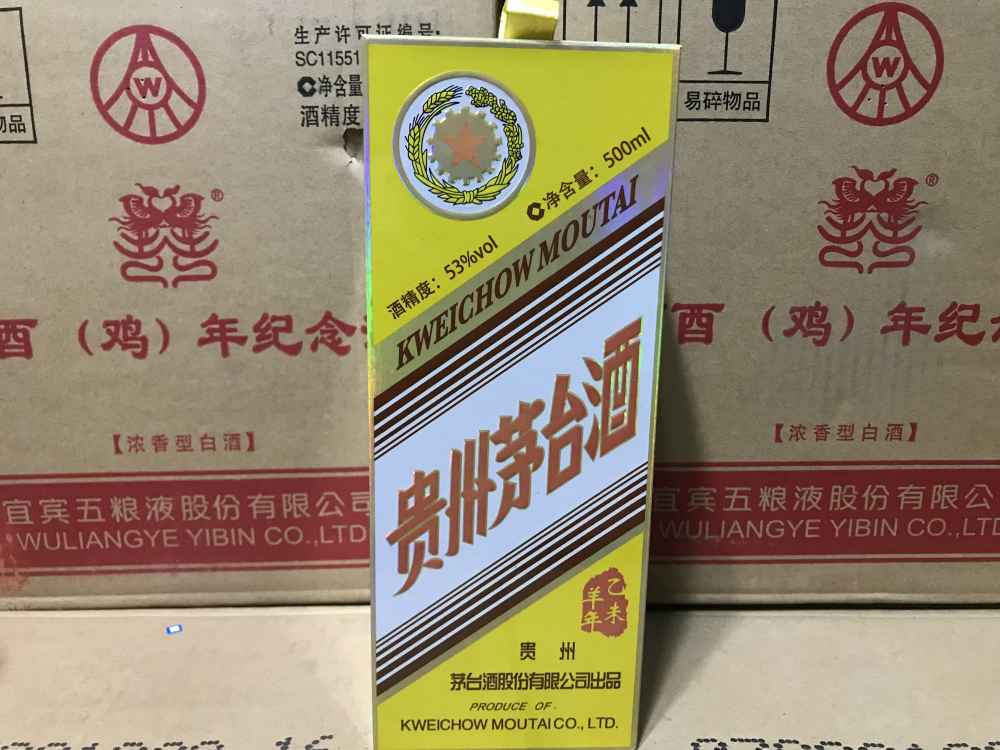 生产许可证编号:
SC11551
净含量
酒精度
物品
易碎物品
W
W
®
®
酉（鸡）年纪念
酉（鸡）年纪
【浓香型白酒】
【浓香型白酒】
宜宾五粮液股份有限公司
WULIANGYE YIBIN CO.,LTD
宜宾五粮液股份有限公
WULIANGYE YIBIN CO.,LTD
净含量：500ml
酒精度：53%vol
KWEICHOW MOUTAI
贵州茅台酒
乙未
羊年
贵州
茅台酒股份有限公司出品
PRODUCE OF
KWEICHOW MOUTAI CO., LTD.